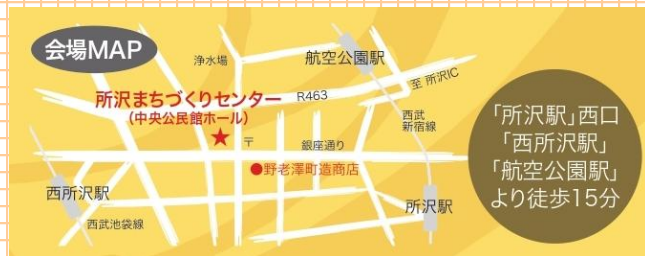 会場MAP
浄水場
航空公園駅
至 所沢IC
所沢まちづくりセンター
(中央公民館ホール)
R463
西武
新宿線
★
〒
銀座通り
●野老澤町造商店
西所沢駅
所沢駅
西武池袋線
「所沢駅」西口
「西所沢駅」
「航空公園駅」
より徒歩15分